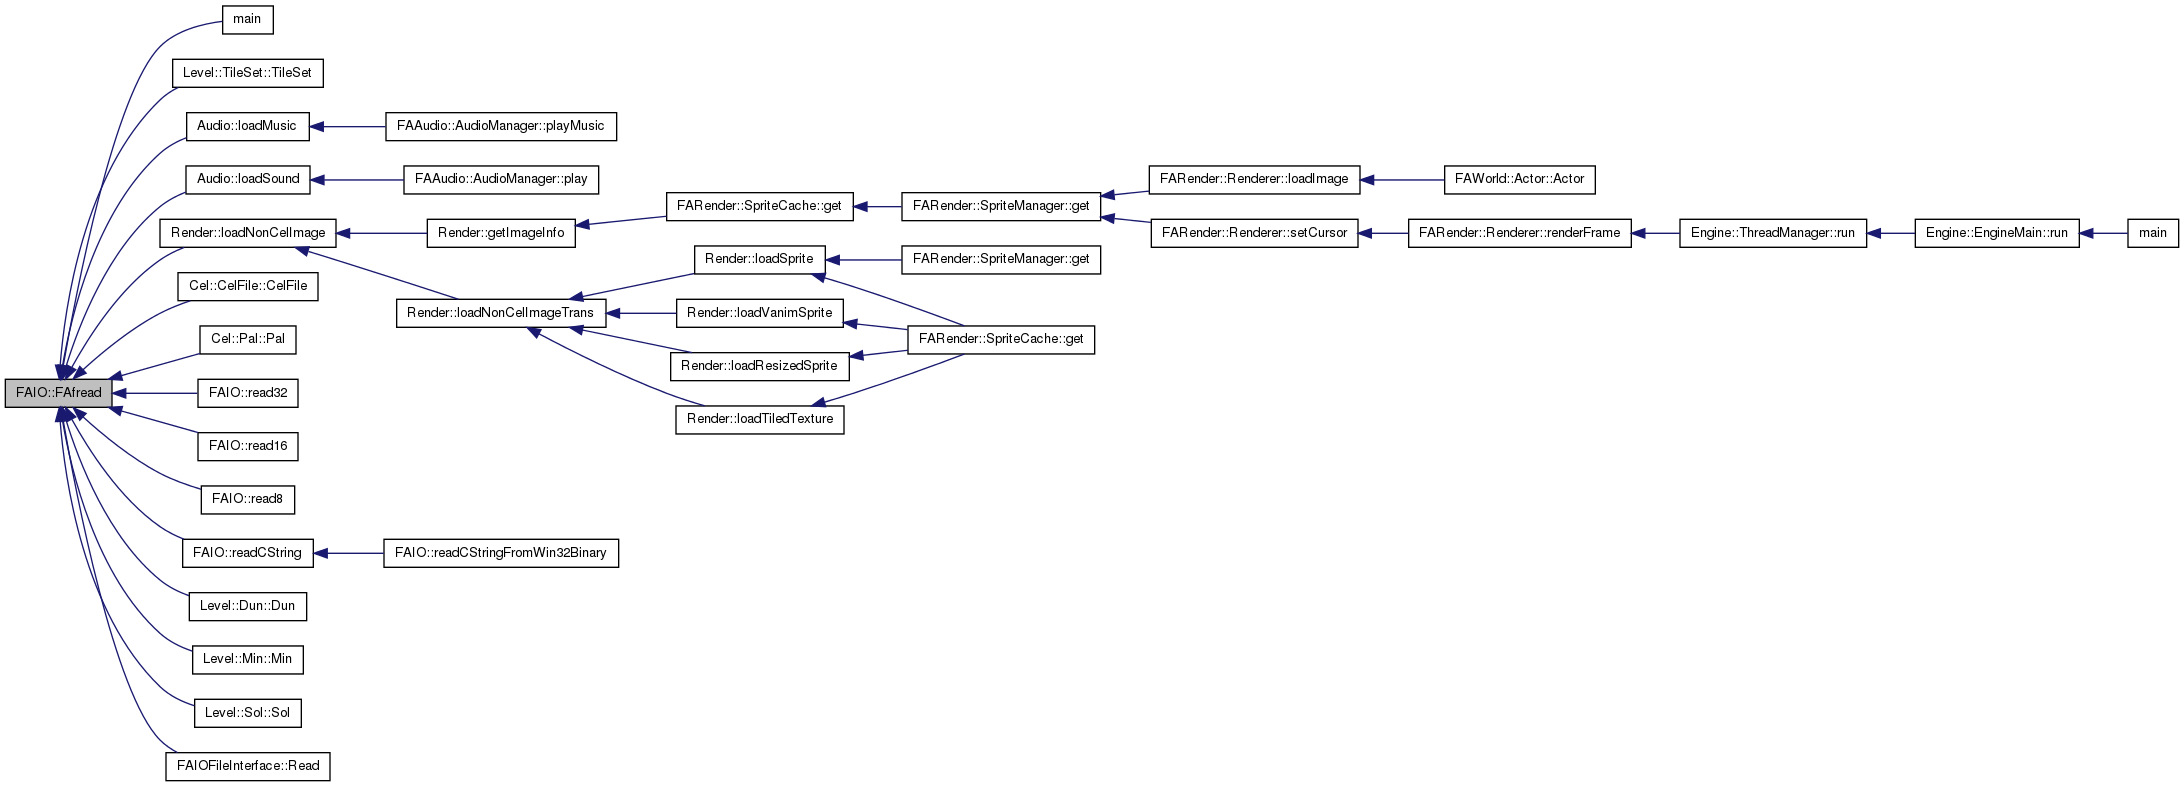 main
Level::TileSet::TileSet
Audio::loadMusic
FAAudio::AudioManager::playMusic
Audio::loadSound
FAAudio::AudioManager::play
FARender::Renderer::loadImage
FAWorld::Actor::Actor
FARender::SpriteCache::get
FARender::SpriteManager::get
Render::loadNonCelImage
Render::getImageInfo
FARender::Renderer::setCursor
FARender::Renderer::renderFrame
Engine::ThreadManager::run
Engine::EngineMain::run
main
Render::loadSprite
FARender::SpriteManager::get
Cel::CelFile::CelFile
Render::loadNonCelImageTrans
Render::loadVanimSprite
Cel::Pal::Pal
FARender::SpriteCache::get
Render::loadResizedSprite
FAIO::FAfread
FAIO::read32
Render::loadTiledTexture
FAIO::read16
FAIO::read8
FAIO::readCString
FAIO::readCStringFromWin32Binary
Level::Dun::Dun
Level::Min::Min
Level::Sol::Sol
FAIOFileInterface::Read